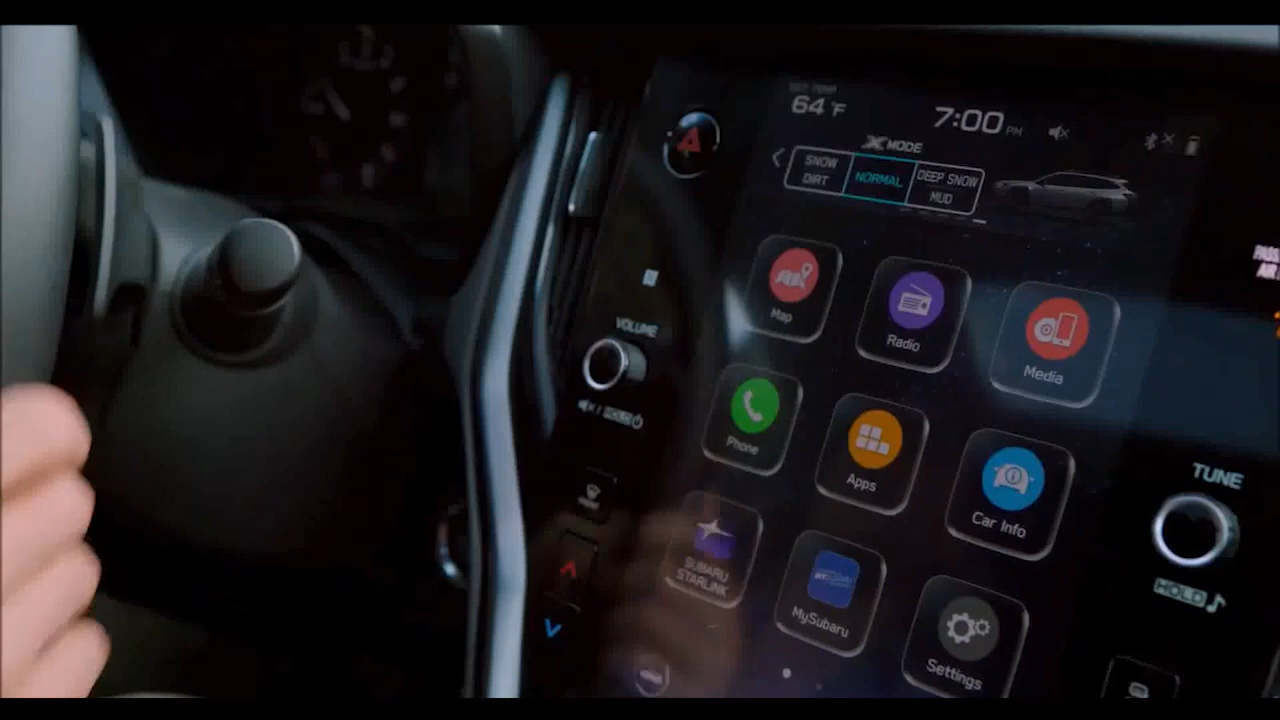 64°F
7:00 PM
X MODE
SNOW
DIRT
NORMAL
DEEP SNOW
MUD
Map
Radio
Media
VOLUME
HOLD
Phone
Apps
Car Info
TUNE
HOLD
SUBARU
STARLINK
MySubaru
Settings